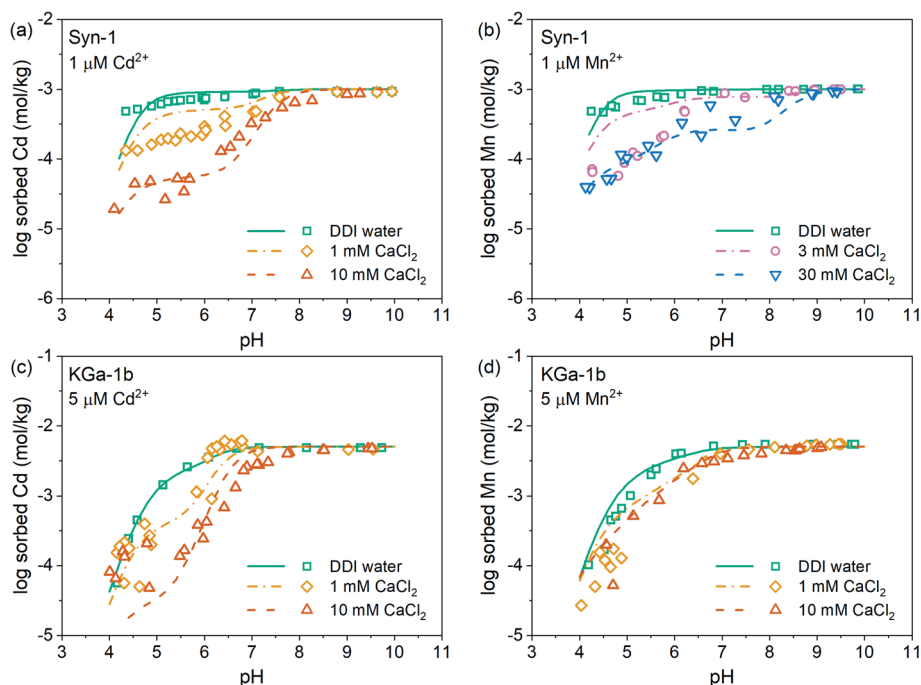 (a)
Syn-1
1 μM Cd²⁺
log sorbed Cd (mol/kg)
-2
-3
-4
-5
-6
DDI water
1 mM CaCl₂
10 mM CaCl₂
3 4 5 6 7 8 9 10 11
pH
(b)
Syn-1
1 μM Mn²⁺
log sorbed Mn (mol/kg)
-2
-3
-4
-5
-6
DDI water
3 mM CaCl₂
30 mM CaCl₂
3 4 5 6 7 8 9 10 11
pH
(c)
KGa-1b
5 μM Cd²⁺
log sorbed Cd (mol/kg)
-1
-2
-3
-4
-5
DDI water
1 mM CaCl₂
10 mM CaCl₂
3 4 5 6 7 8 9 10 11
pH
(d)
KGa-1b
5 μM Mn²⁺
log sorbed Mn (mol/kg)
-1
-2
-3
-4
-5
DDI water
1 mM CaCl₂
10 mM CaCl₂
3 4 5 6 7 8 9 10 11
pH